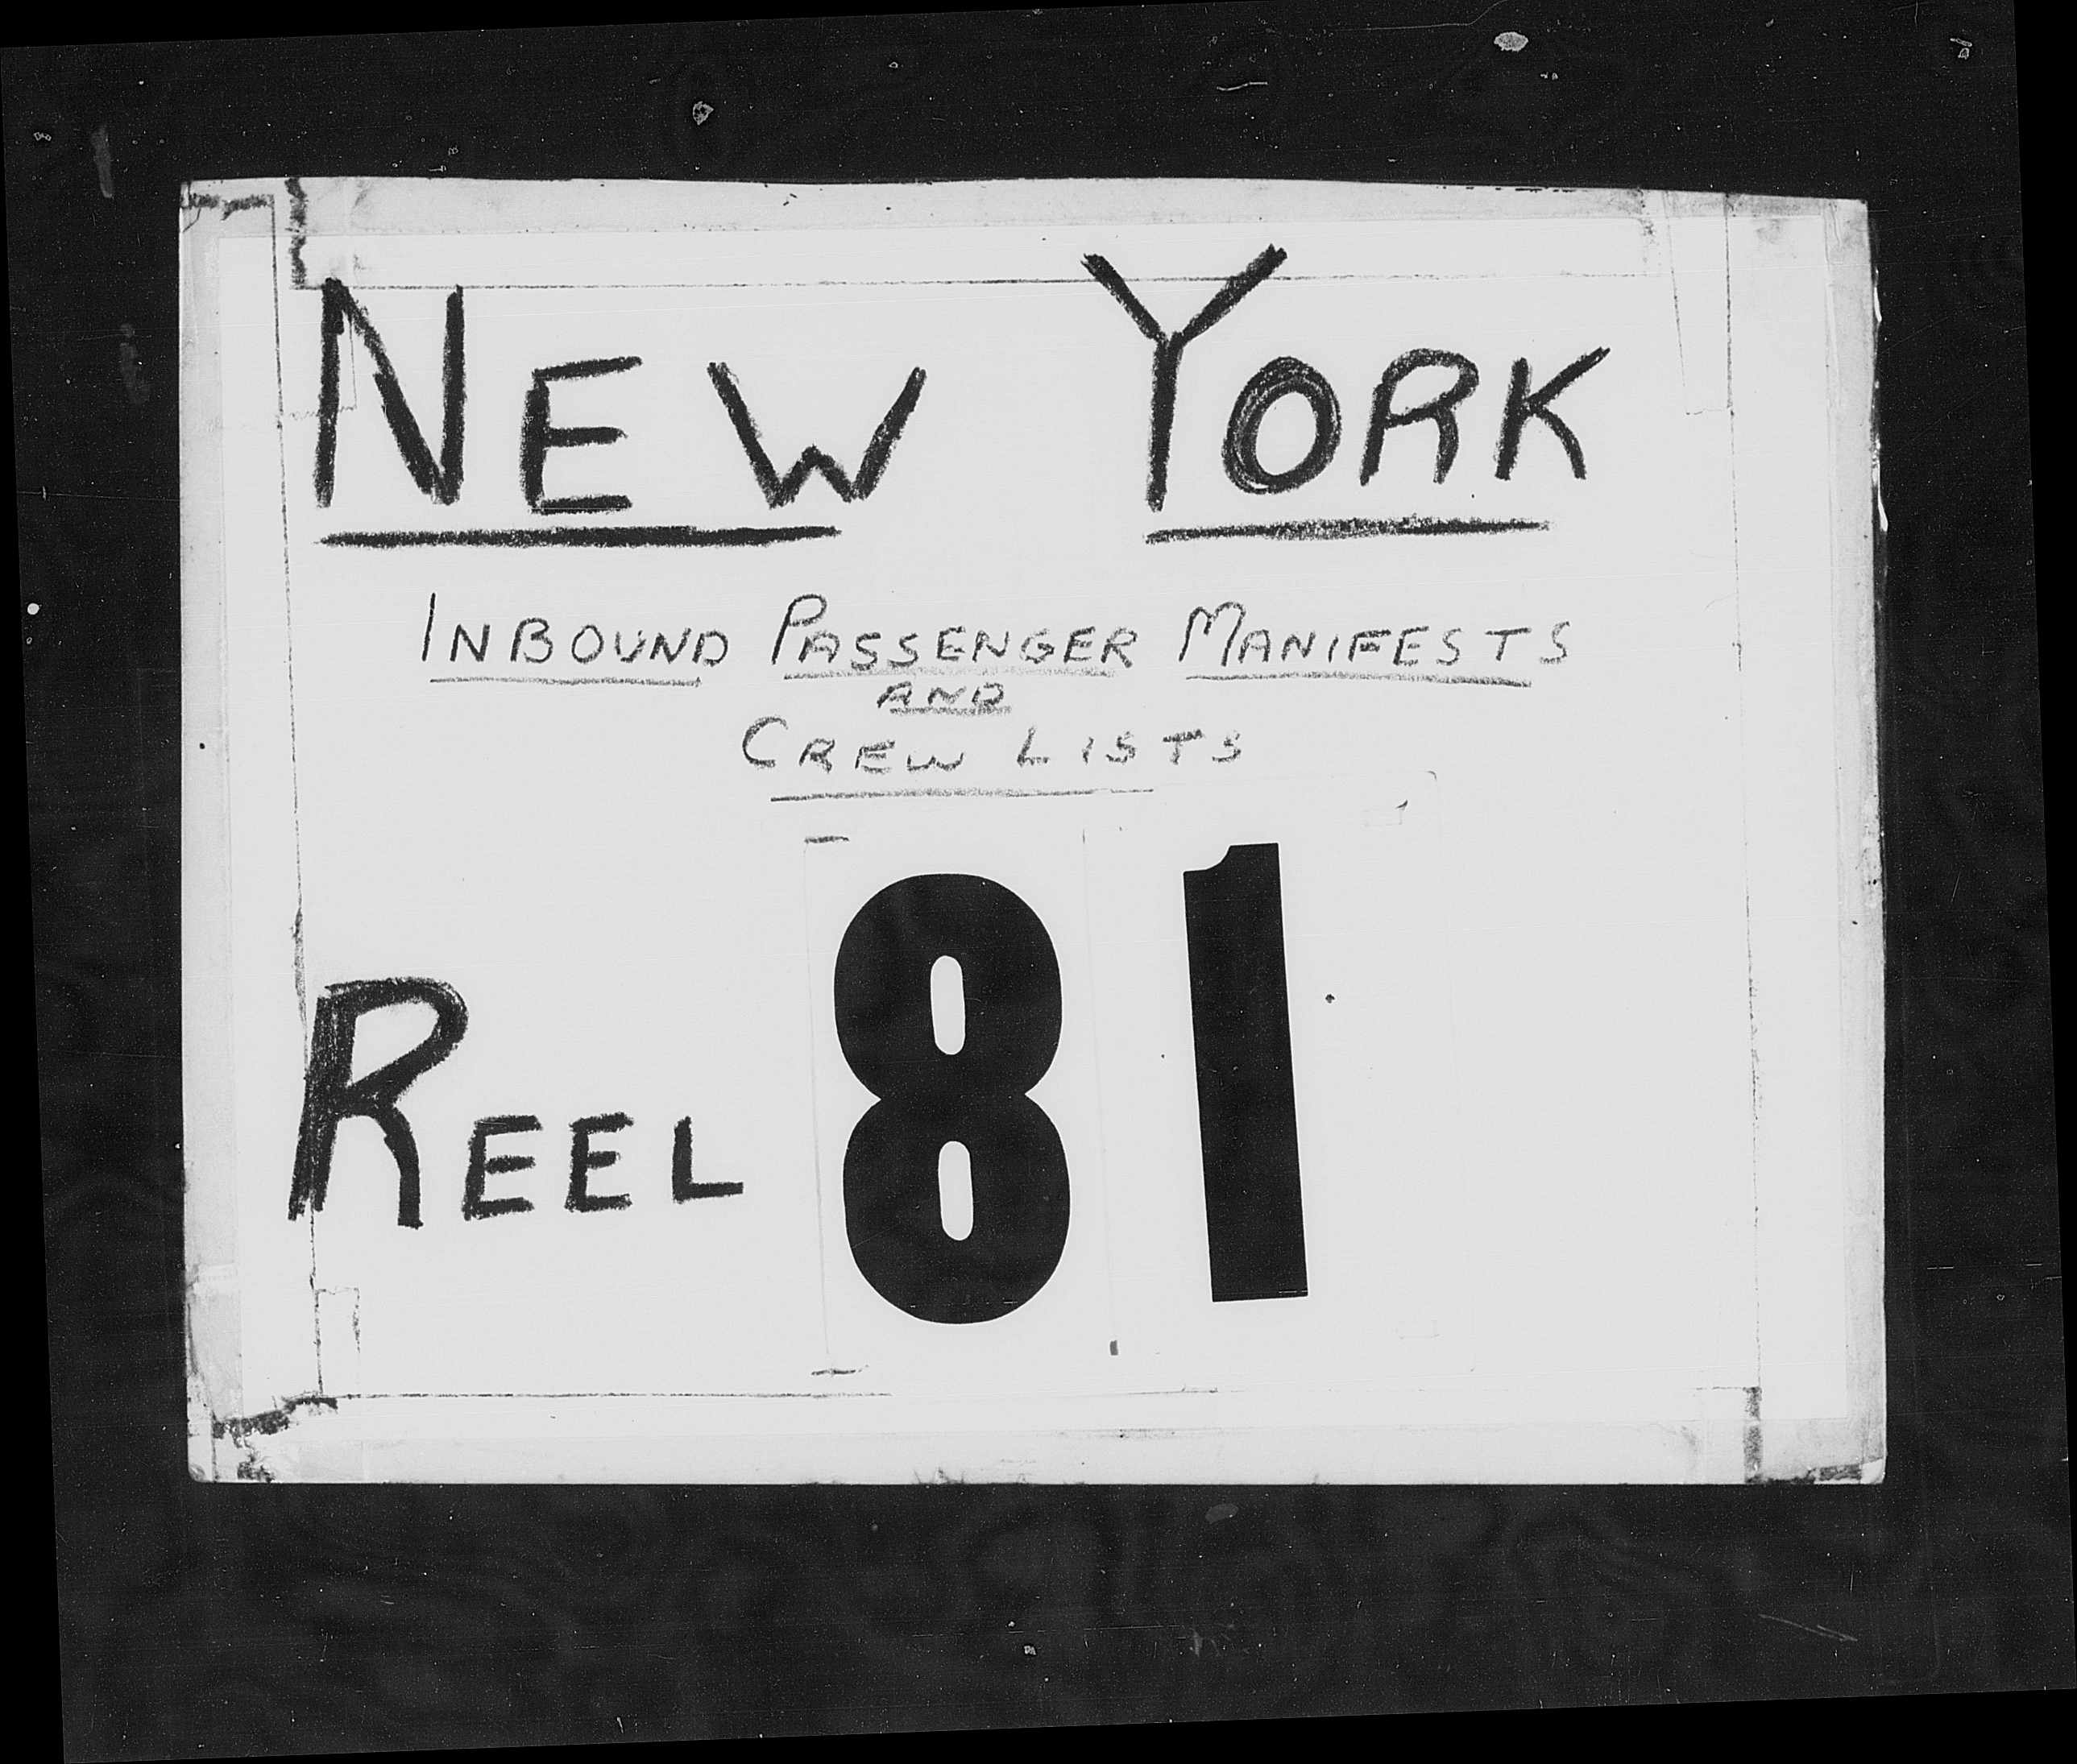 NEW YORK
INBOUND PASSENGER MANIFESTS
AND
CREW LISTS
REEL 81